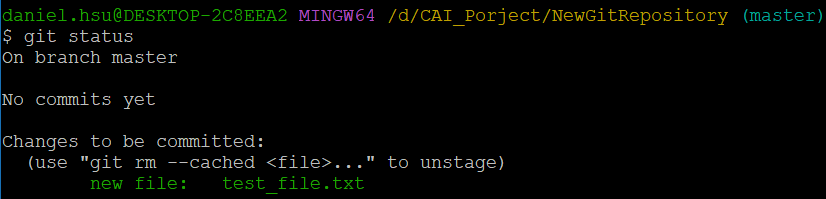 daniel.hsu@DESKTOP-2C8EEA2 MINGW64 /d/CAI_Porject/NewGitRepository (master)
$ git status
On branch master
No commits yet
Changes to be committed:
(use "git rm --cached <file>..." to unstage)
new file: test_file.txt